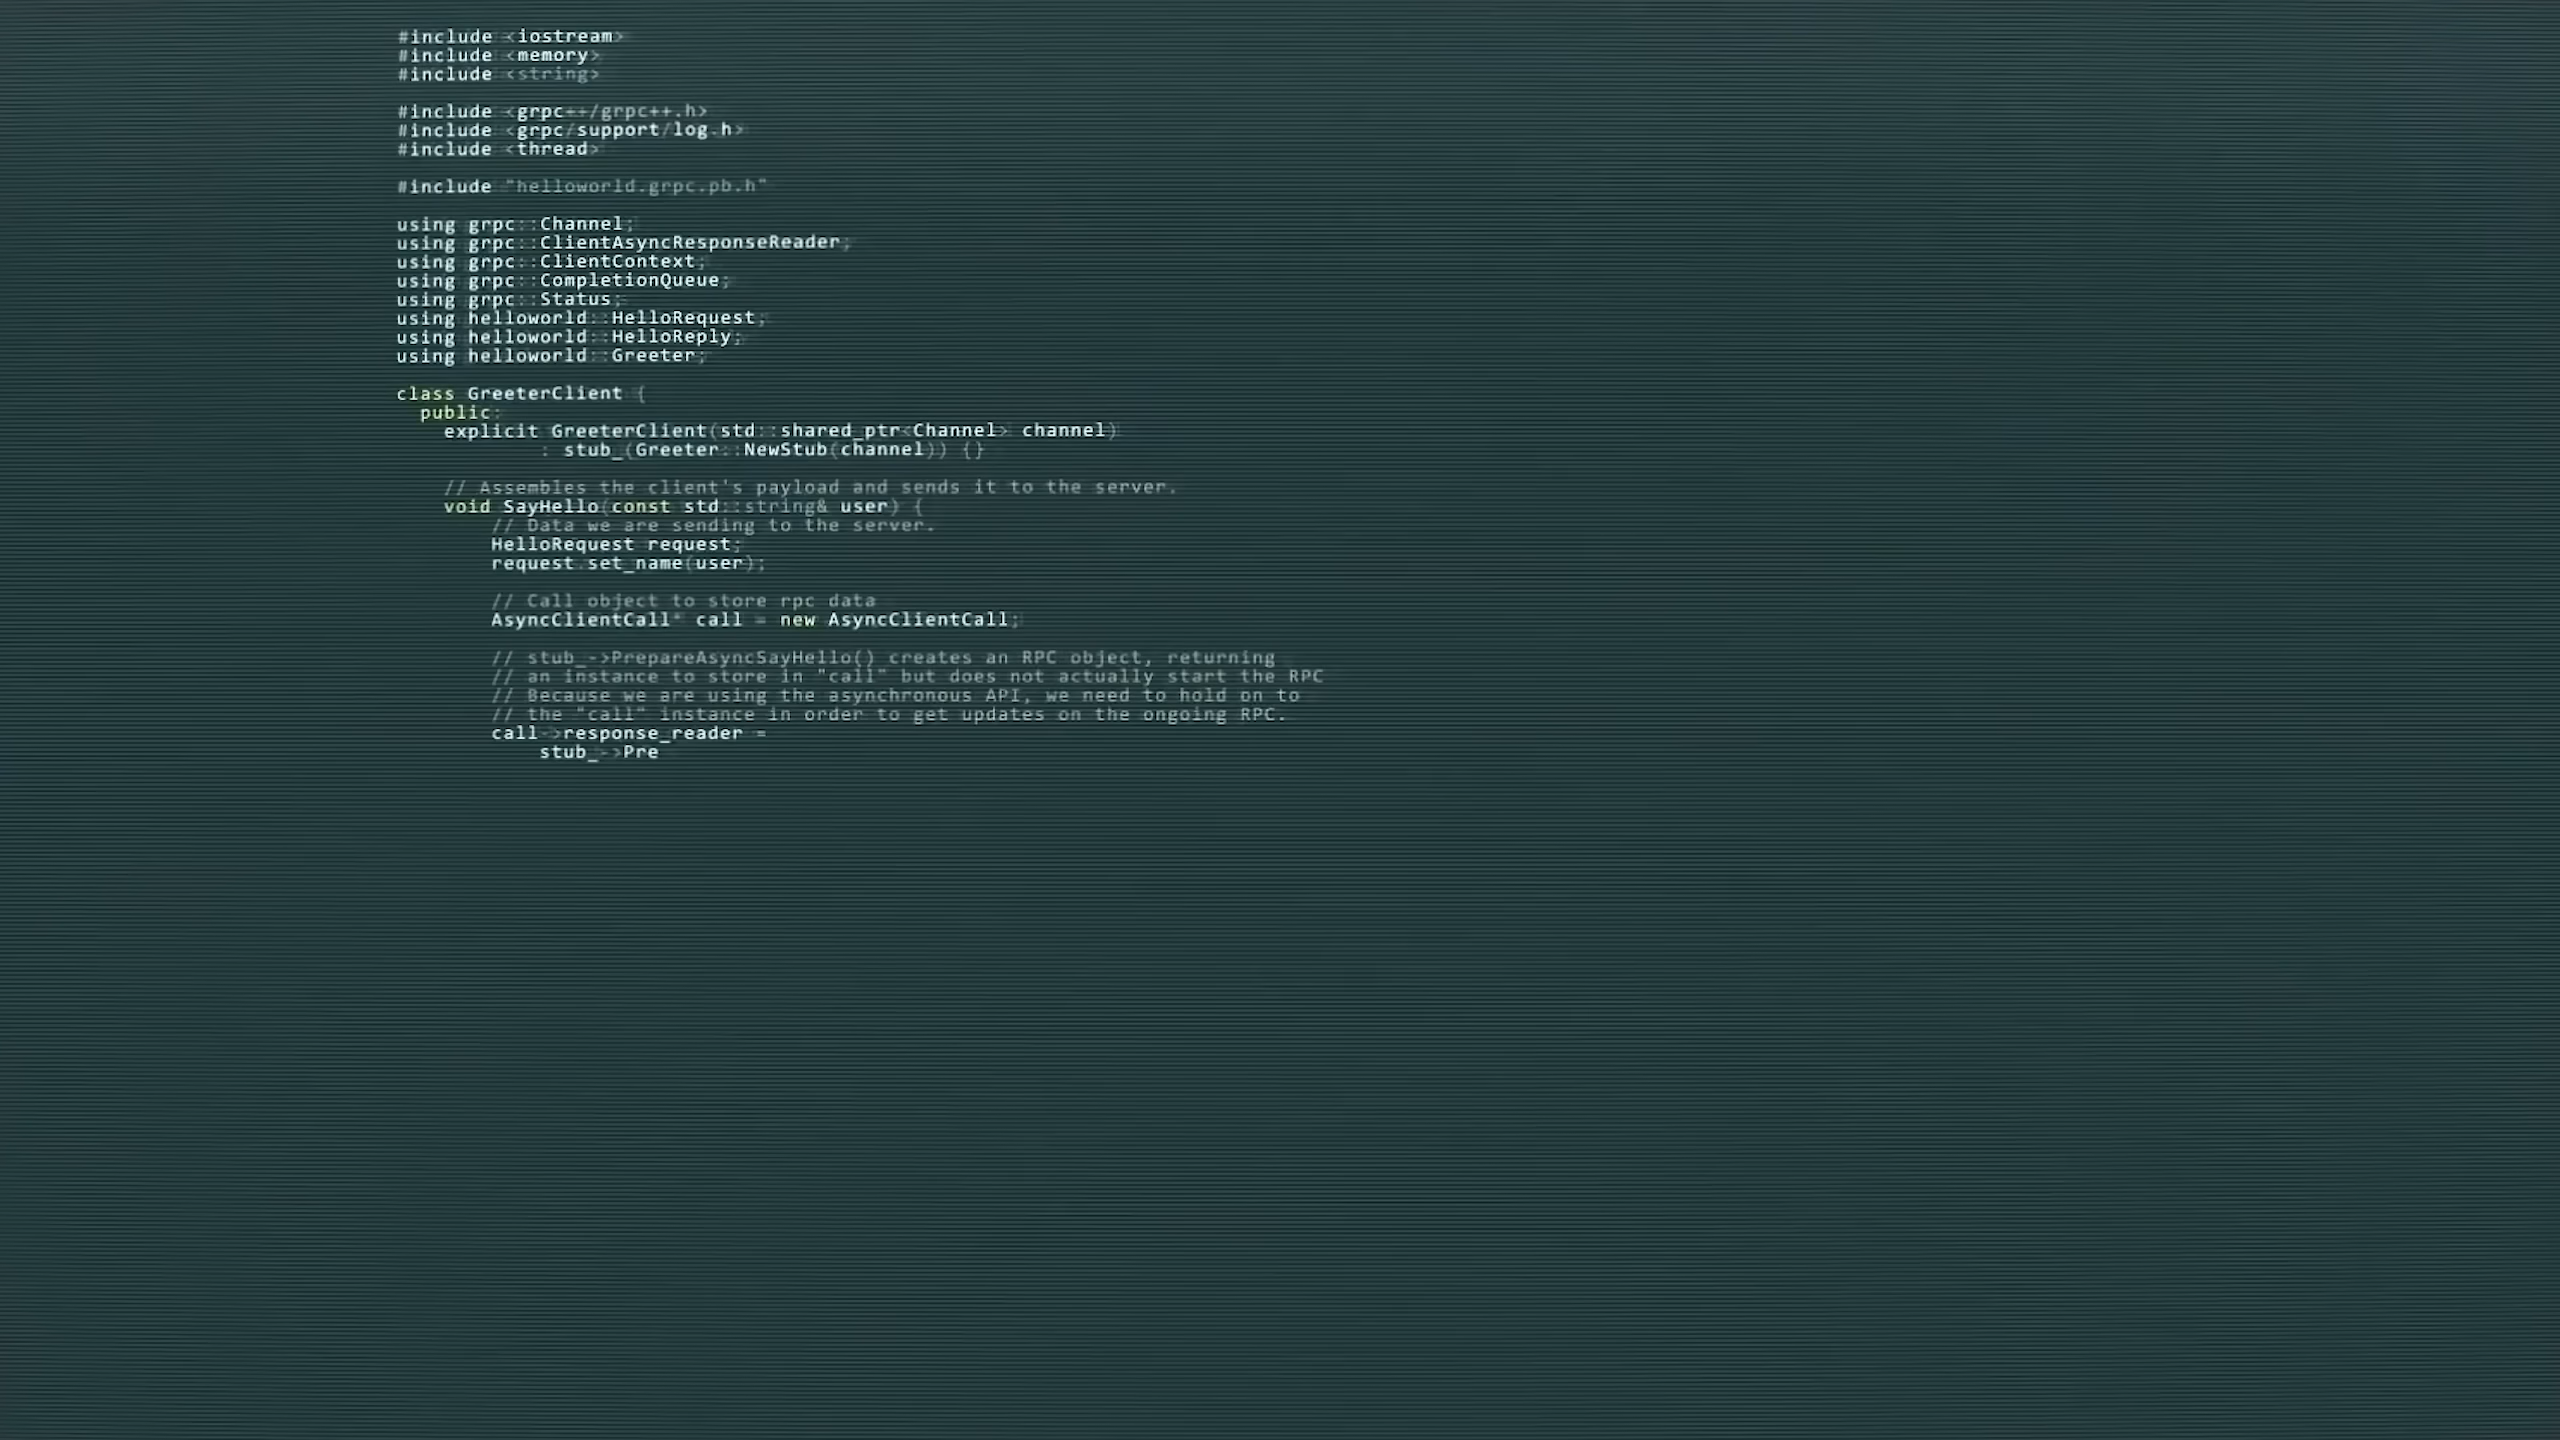 #include <iostream>
#include <memory>
#include <string>

#include <grpc++/grpc++.h>
#include <grpc/support/log.h>
#include <thread>

#include "helloworld.grpc.pb.h"

using grpc::Channel;
using grpc::ClientAsyncResponseReader;
using grpc::ClientContext;
using grpc::CompletionQueue;
using grpc::Status;
using helloworld::HelloRequest;
using helloworld::HelloReply;
using helloworld::Greeter;

class GreeterClient {
  public:
    explicit GreeterClient(std::shared_ptr<Channel> channel)
            : stub_(Greeter::NewStub(channel)) {}

    // Assembles the client's payload and sends it to the server.
    void SayHello(const std::string& user) {
        // Data we are sending to the server.
        HelloRequest request;
        request.set_name(user);

        // Call object to store rpc data
        AsyncClientCall* call = new AsyncClientCall;

        // stub_->PrepareAsyncSayHello() creates an RPC object, returning
        // an instance to store in "call" but does not actually start the RPC
        // Because we are using the asynchronous API, we need to hold on to
        // the "call" instance in order to get updates on the ongoing RPC.
        call->response_reader =
            stub_->Pre